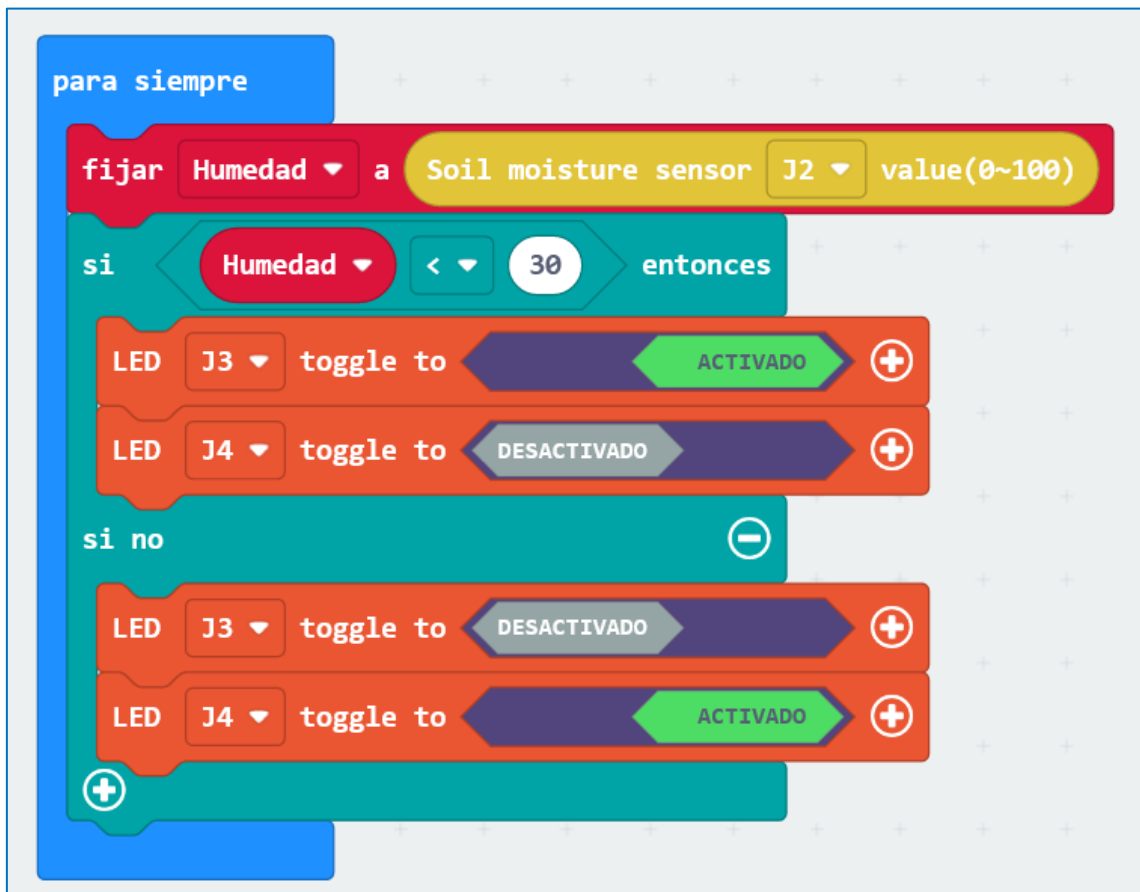 para siempre
fijar Humedad a Soil moisture sensor J2 value(0~100)
si Humedad < 30 entonces
LED J3 toggle to ACTIVADO
LED J4 toggle to DESACTIVADO
si no
LED J3 toggle to DESACTIVADO
LED J4 toggle to ACTIVADO